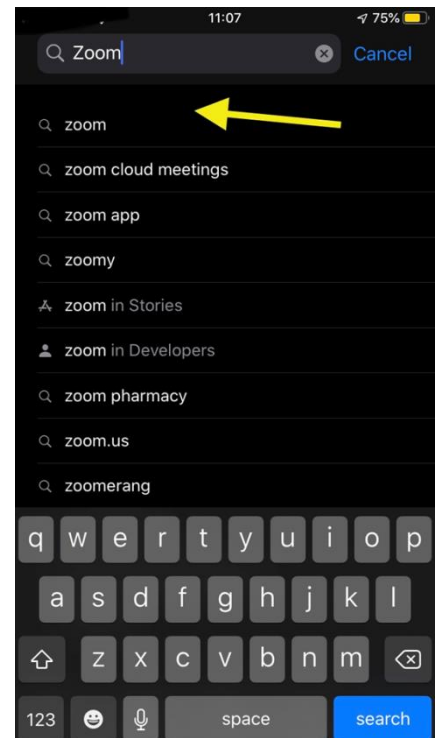 11:07 75%
Zoom Cancel
zoom
zoom cloud meetings
zoom app
zoomy
zoom in Stories
zoom in Developers
zoom pharmacy
zoom.us
zoomerang
q w e r t y u i o p
a s d f g h j k l
z x c v b n m
123 space search